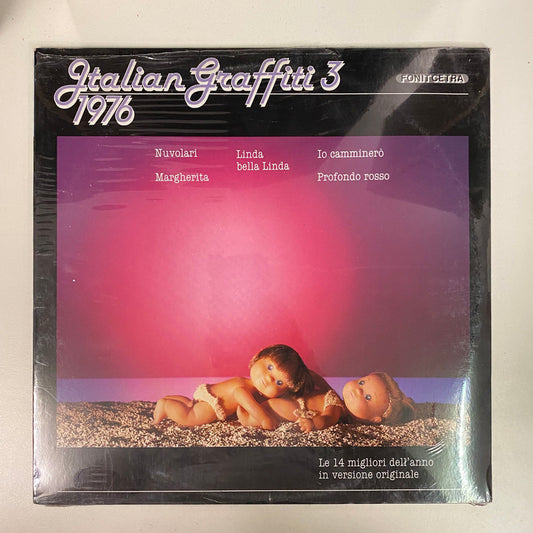 Italian Graffiti 3
1976
FONIT CETRA
Nuvolari
Linda
bella Linda
Io camminerò
Margherita
Profondo rosso
Le 14 migliori dell'anno
in versione originale